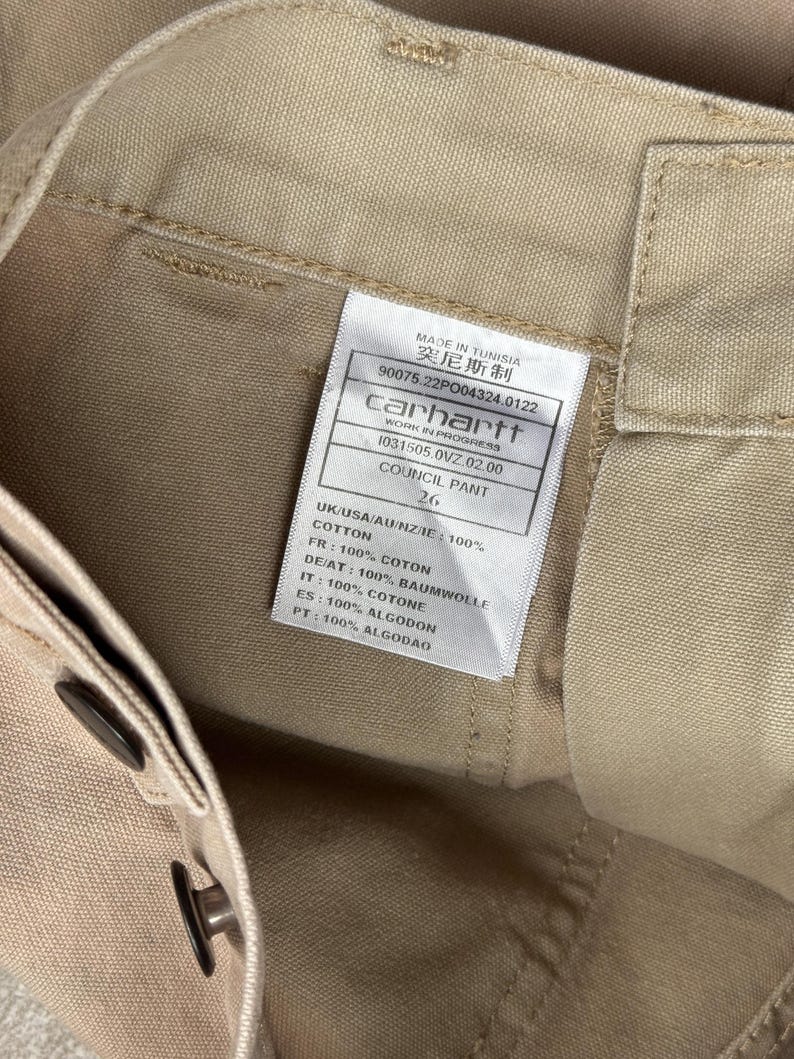 MADE IN TUNISIA
突尼斯制
90075.22PO04324.0122
carhartt
WORK IN PROGRESS
I031505.0VZ.02.00
COUNCIL PANT
26
UK/USA/AU/NZ/IE : 100%
COTTON
FR : 100% COTON
DE/AT : 100% BAUMWOLLE
IT : 100% COTONE
ES : 100% ALGODON
PT : 100% ALGODAO